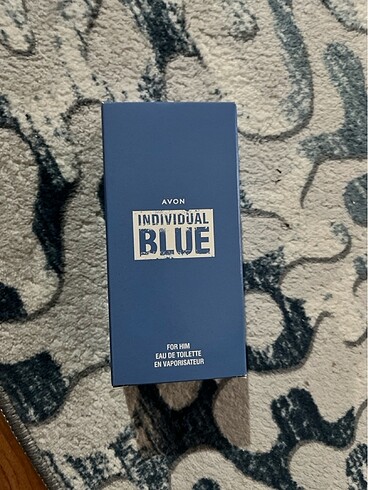 AVON
INDIVIDUAL
BLUE
FOR HIM
EAU DE TOILETTE
EN VAPORISATEUR